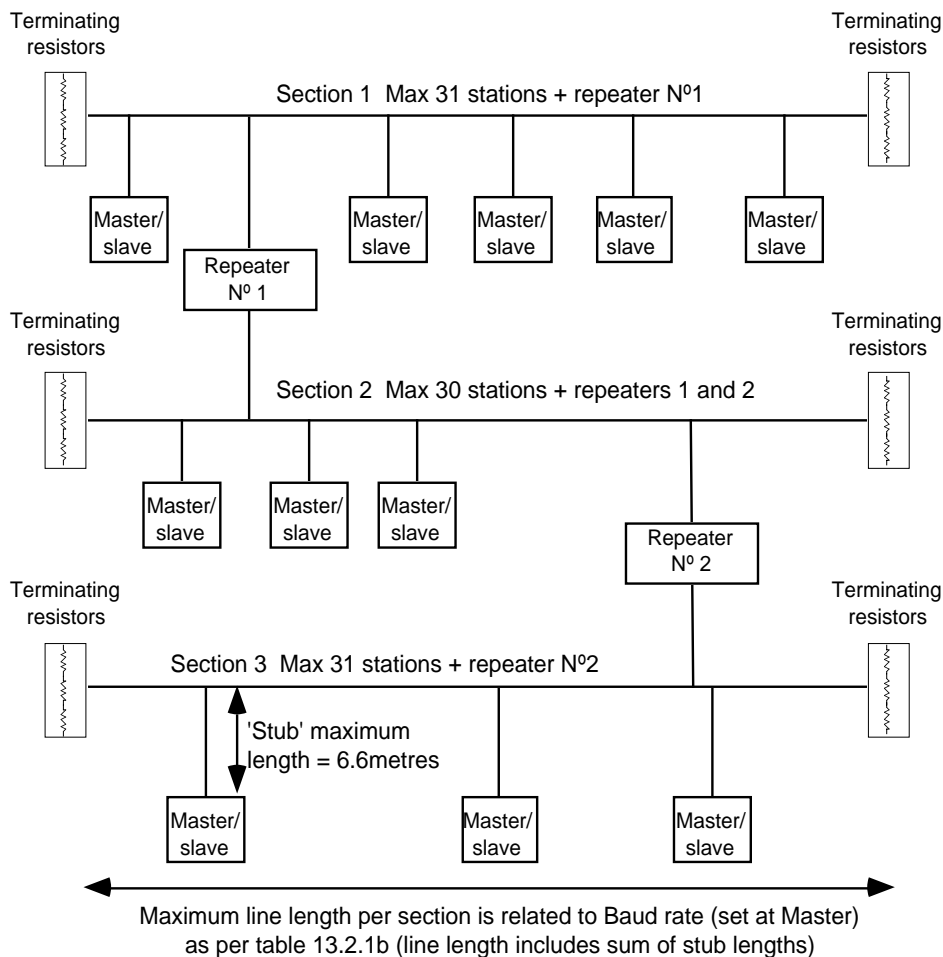 Terminating
resistors
Terminating
resistors
Section 1 Max 31 stations + repeater Nº1
Master/
slave
Master/
slave
Master/
slave
Master/
slave
Master/
slave
Repeater
Nº 1
Terminating
resistors
Terminating
resistors
Section 2 Max 30 stations + repeaters 1 and 2
Master/
slave
Master/
slave
Master/
slave
Repeater
Nº 2
Terminating
resistors
Terminating
resistors
Section 3 Max 31 stations + repeater Nº2
'Stub' maximum
length = 6.6metres
Master/
slave
Master/
slave
Master/
slave
Maximum line length per section is related to Baud rate (set at Master)
as per table 13.2.1b (line length includes sum of stub lengths)